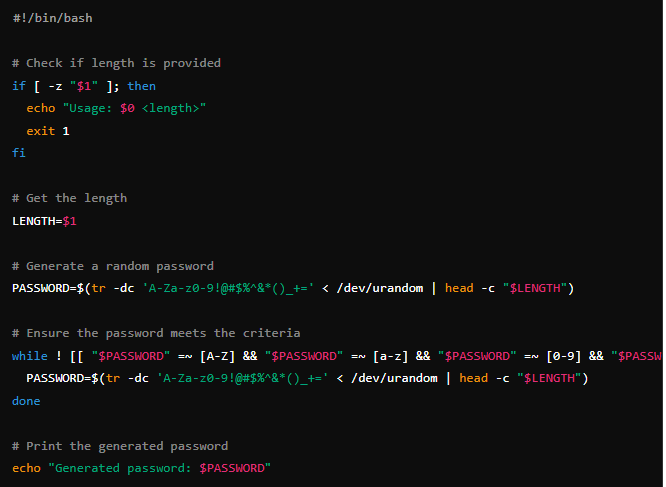 #!/bin/bash
# Check if length is provided
if [ -z "$1" ]; then
echo "Usage: $0 <length>"
exit 1
fi
# Get the length
LENGTH=$1
# Generate a random password
PASSWORD=$(tr -dc 'A-Za-z0-9!@#$%^&*()_+=' < /dev/urandom | head -c "$LENGTH")
# Ensure the password meets the criteria
while ! [[ "$PASSWORD" =~ [A-Z] && "$PASSWORD" =~ [a-z] && "$PASSWORD" =~ [0-9] && "$PASSW
PASSWORD=$(tr -dc 'A-Za-z0-9!@#$%^&*()_+=' < /dev/urandom | head -c "$LENGTH")
done
# Print the generated password
echo "Generated password: $PASSWORD"